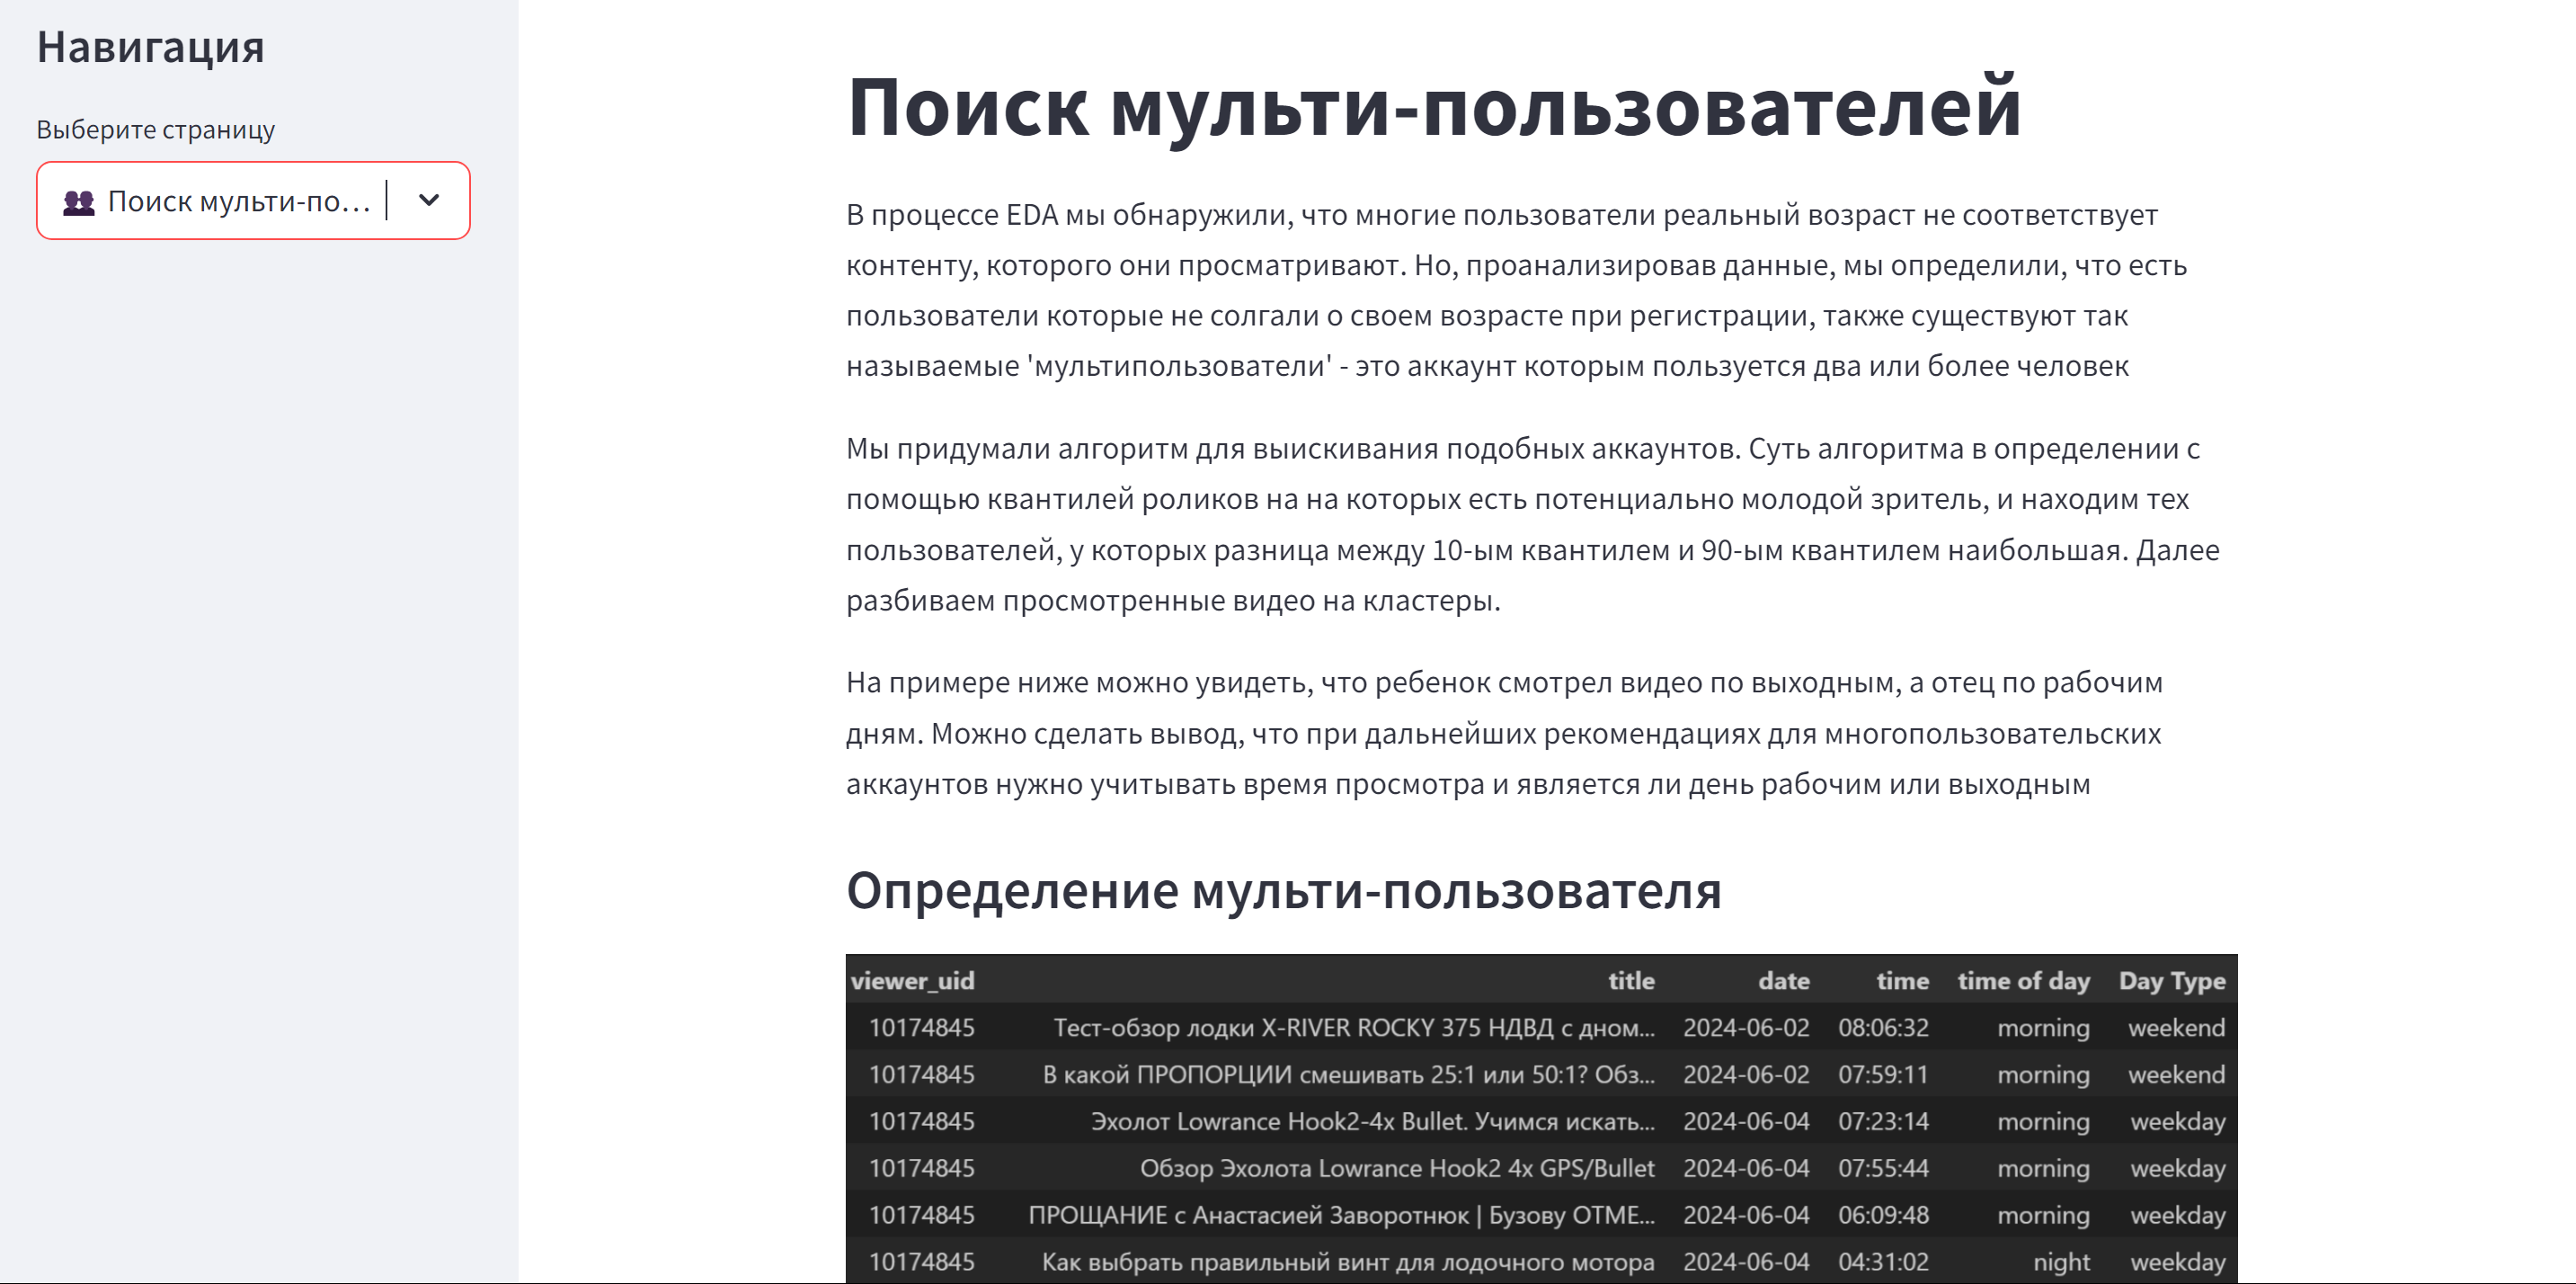 Навигация
Выберите страницу
Поиск мульти-по...
Поиск мульти-пользователей
В процессе EDA мы обнаружили, что многие пользователи реальный возраст не соответствует
контенту, которого они просматривают. Но, проанализировав данные, мы определили, что есть
пользователи которые не солгали о своем возрасте при регистрации, также существуют так
называемые 'мультипользователи' - это аккаунт которым пользуется два или более человек
Мы придумали алгоритм для выискивания подобных аккаунтов. Суть алгоритма в определении с
помощью квантилей роликов на на которых есть потенциально молодой зритель, и находим тех
пользователей, у которых разница между 10-ым квантилем и 90-ым квантилем наибольшая. Далее
разбиваем просмотренные видео на кластеры.
На примере ниже можно увидеть, что ребенок смотрел видео по выходным, а отец по рабочим
дням. Можно сделать вывод, что при дальнейших рекомендациях для многопользовательских
аккаунтов нужно учитывать время просмотра и является ли день рабочим или выходным
Определение мульти-пользователя
viewer_uid title date time time of day Day Type
10174845 Тест-обзор лодки X-RIVER ROCKY 375 НДВД с дном... 2024-06-02 08:06:32 morning weekend
10174845 В какой ПРОПОРЦИИ смешивать 25:1 или 50:1? Обз... 2024-06-02 07:59:11 morning weekend
10174845 Эхолот Lowrance Hook2-4x Bullet. Учимся искать... 2024-06-04 07:23:14 morning weekday
10174845 Обзор Эхолота Lowrance Hook2 4x GPS/Bullet 2024-06-04 07:55:44 morning weekday
10174845 ПРОЩАНИЕ с Анастасией Заворотнюк | Бузову ОТМЕ... 2024-06-04 06:09:48 morning weekday
10174845 Как выбрать правильный винт для лодочного мотора 2024-06-04 04:31:02 night weekday